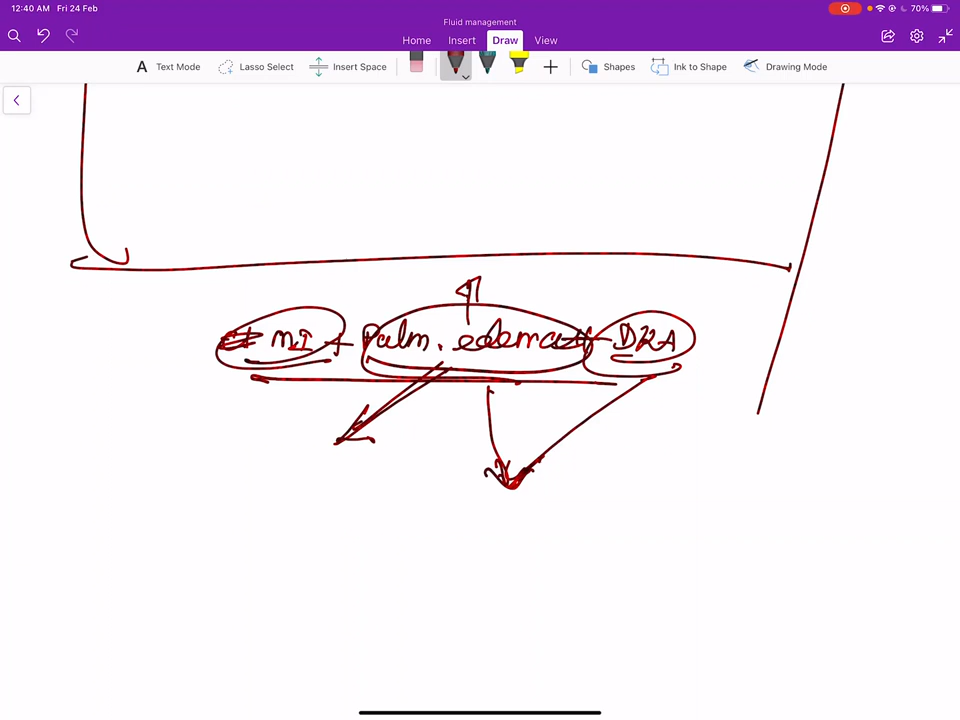 12:40 AM Fri 24 Feb 70%
Fluid management
Home Insert Draw View
Text Mode Lasso Select Insert Space Shapes Ink to Shape Drawing Mode
MI + Pulm. edema + DKA